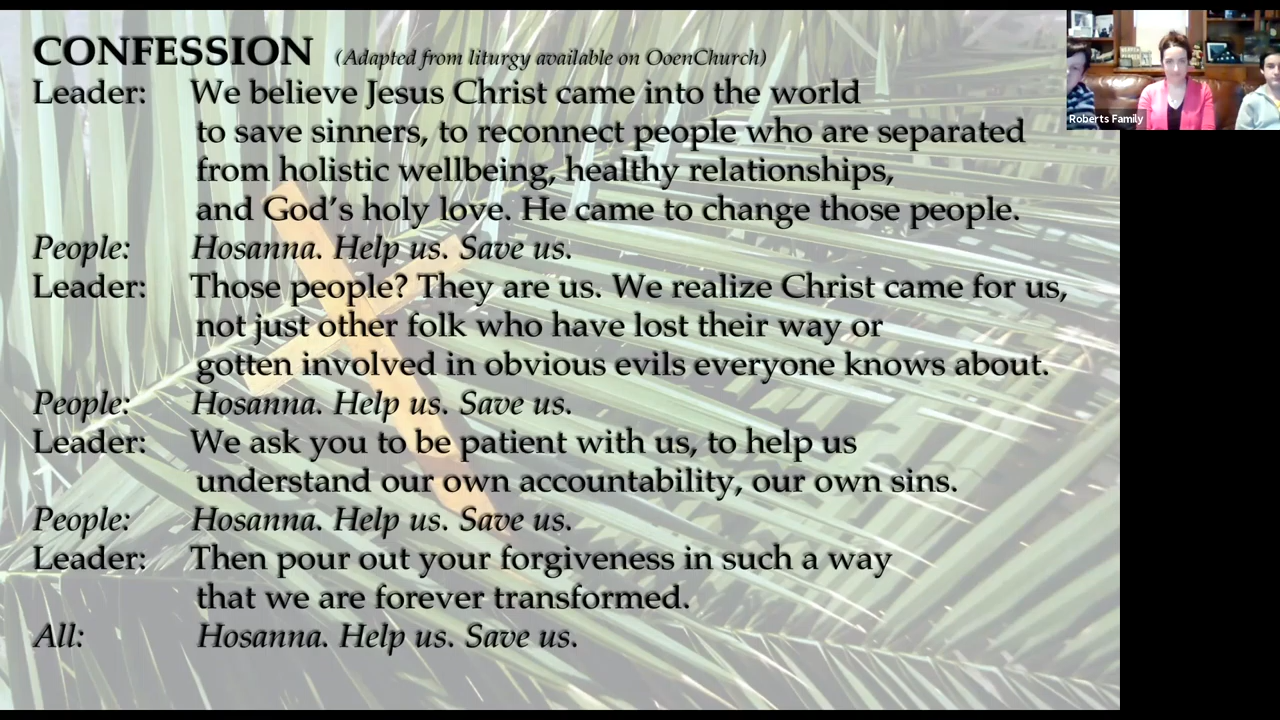 CONFESSION (Adapted from liturgy available on OoenChurch)
Leader: We believe Jesus Christ came into the world
to save sinners, to reconnect people who are separated
from holistic wellbeing, healthy relationships,
and God's holy love. He came to change those people.
People: Hosanna. Help us. Save us.
Leader: Those people? They are us. We realize Christ came for us,
not just other folk who have lost their way or
gotten involved in obvious evils everyone knows about.
People: Hosanna. Help us. Save us.
Leader: We ask you to be patient with us, to help us
understand our own accountability, our own sins.
People: Hosanna. Help us. Save us.
Leader: Then pour out your forgiveness in such a way
that we are forever transformed.
All: Hosanna. Help us. Save us.
Roberts Family